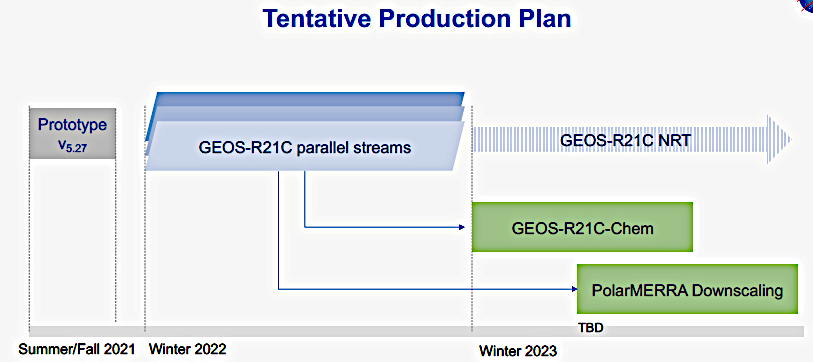 Tentative Production Plan
Prototype
V5.27
GEOS-R21C parallel streams
GEOS-R21C NRT
GEOS-R21C-Chem
PolarMERRA Downscaling
TBD
Summer/Fall 2021
Winter 2022
Winter 2023